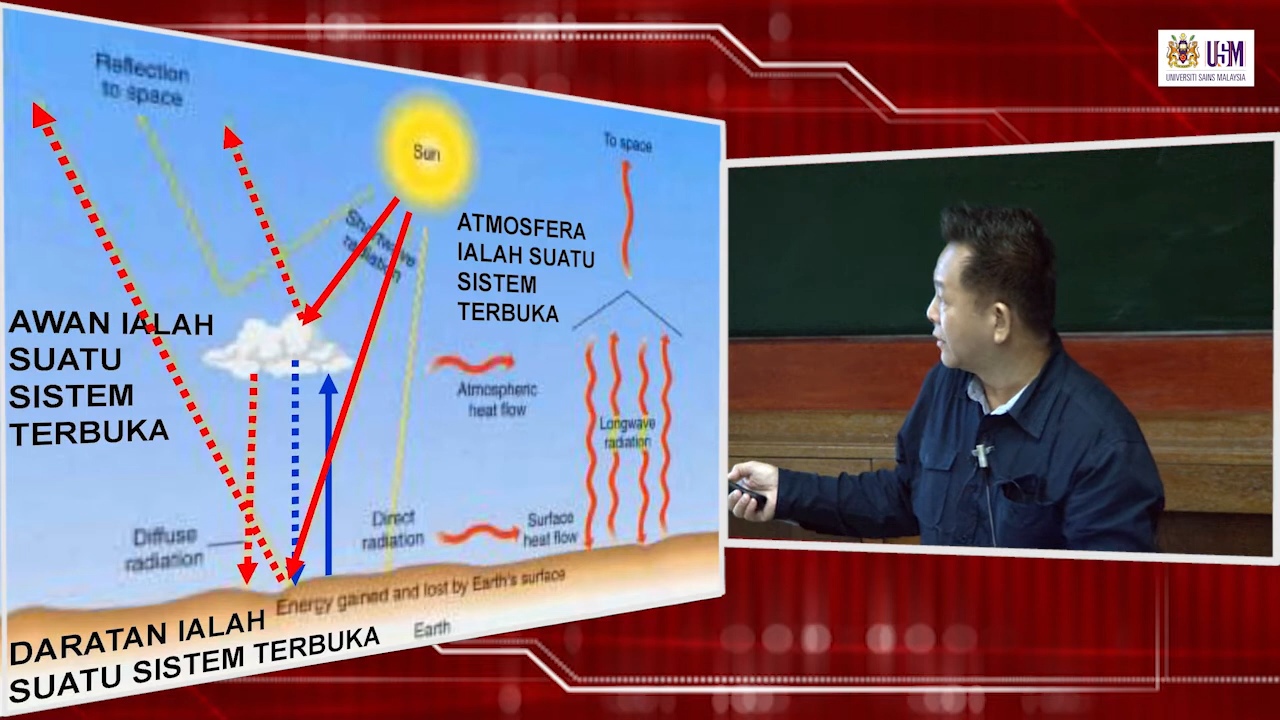 Reflection
to space
Sun
To space
Shortwave
radiation
ATMOSFERA
IALAH SUATU
SISTEM
TERBUKA
AWAN IALAH
SUATU
SISTEM
TERBUKA
Atmospheric
heat flow
Longwave
radiation
Diffuse
radiation
Direct
radiation
Surface
heat flow
Energy gained and lost by Earth's surface
Earth
DARATAN IALAH
SUATU SISTEM TERBUKA
USM
UNIVERSITI SAINS MALAYSIA